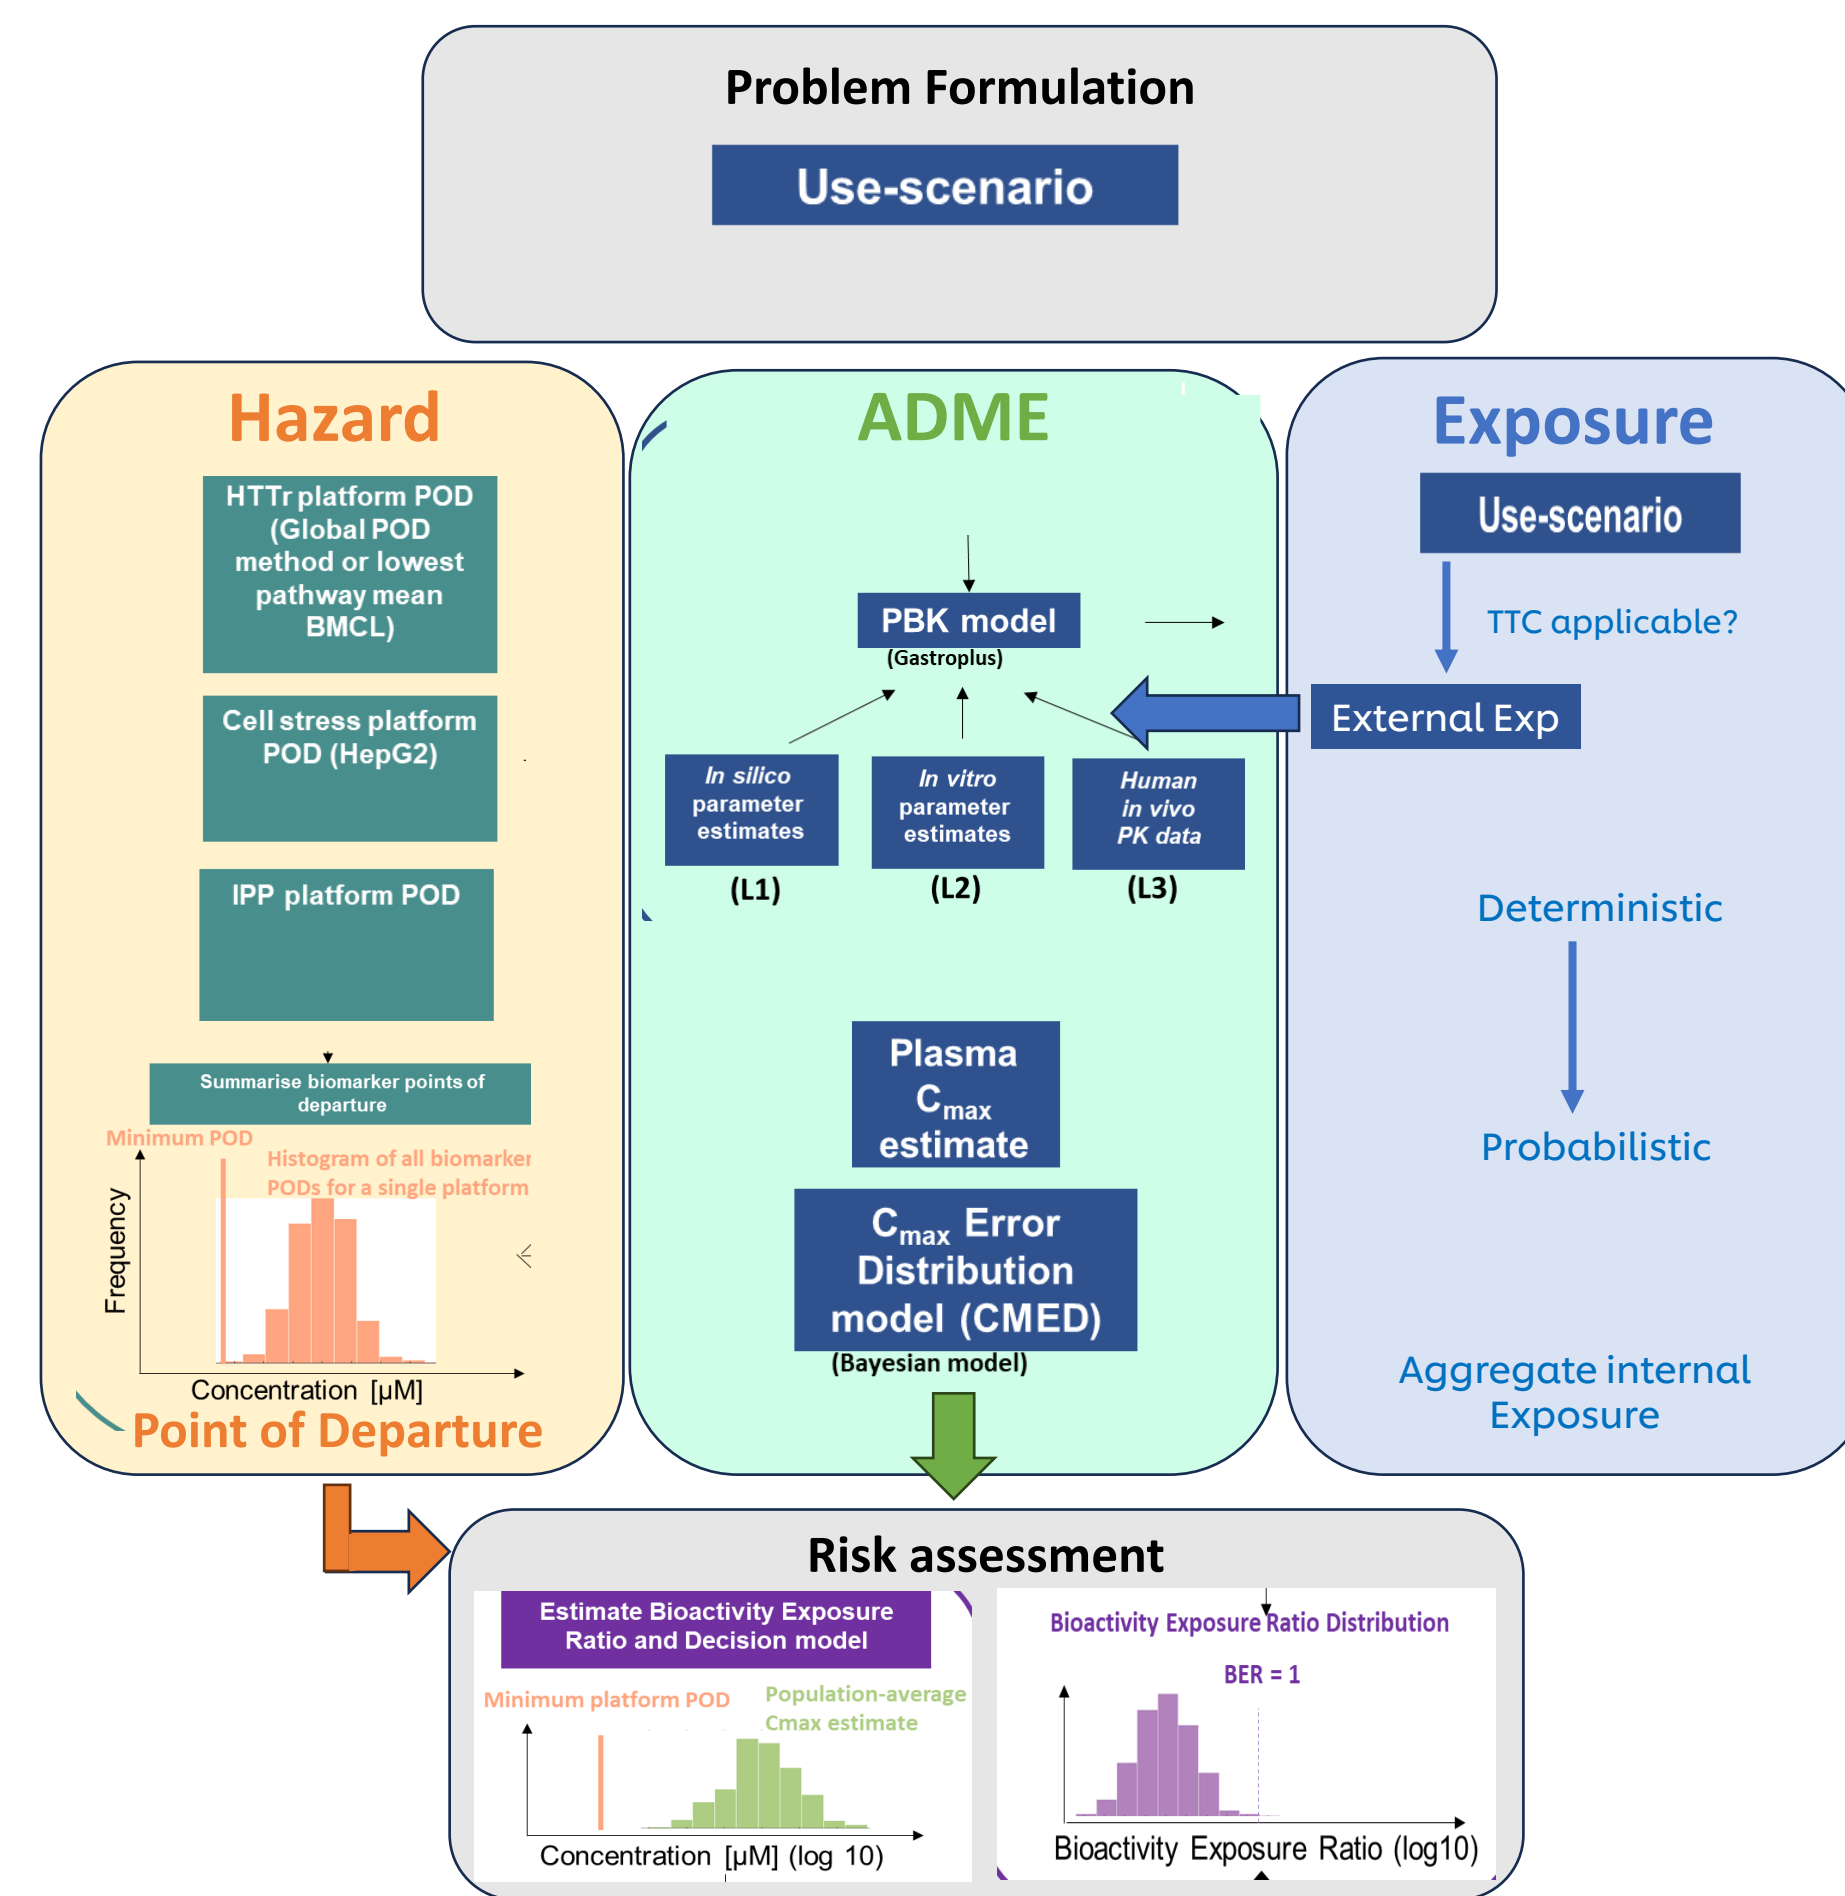 Problem Formulation
Use-scenario
Hazard
HTTr platform POD
(Global POD
method or lowest
pathway mean
BMCL)
Cell stress platform
POD (HepG2)
IPP platform POD
Summarise biomarker points of
departure
Minimum POD
Histogram of all biomarker
PODs for a single platform
Frequency
Concentration [µM]
Point of Departure
ADME
PBK model
(Gastroplus)
In silico
parameter
estimates
(L1)
In vitro
parameter
estimates
(L2)
Human
in vivo
PK data
(L3)
Plasma
Cmax
estimate
Cmax Error
Distribution
model (CMED)
(Bayesian model)
Exposure
Use-scenario
TTC applicable?
External Exp
Deterministic
Probabilistic
Aggregate internal
Exposure
Risk assessment
Estimate Bioactivity Exposure
Ratio and Decision model
Minimum platform POD
Population-average
Cmax estimate
Concentration [µM] (log 10)
Bioactivity Exposure Ratio Distribution
BER = 1
Bioactivity Exposure Ratio (log10)